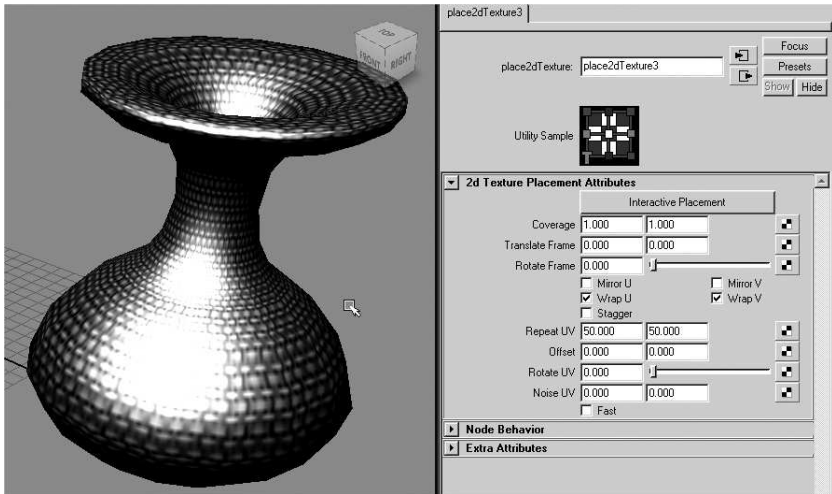 place2dTexture3
TOP
FRONT RIGHT
place2dTexture: place2dTexture3
Focus
Presets
Show Hide
Utility Sample
2d Texture Placement Attributes
Interactive Placement
Coverage 1.000 1.000
Translate Frame 0.000 0.000
Rotate Frame 0.000
Mirror U Mirror V
Wrap U Wrap V
Stagger
Repeat UV 50.000 50.000
Offset 0.000 0.000
Rotate UV 0.000
Noise UV 0.000 0.000
Fast
Node Behavior
Extra Attributes